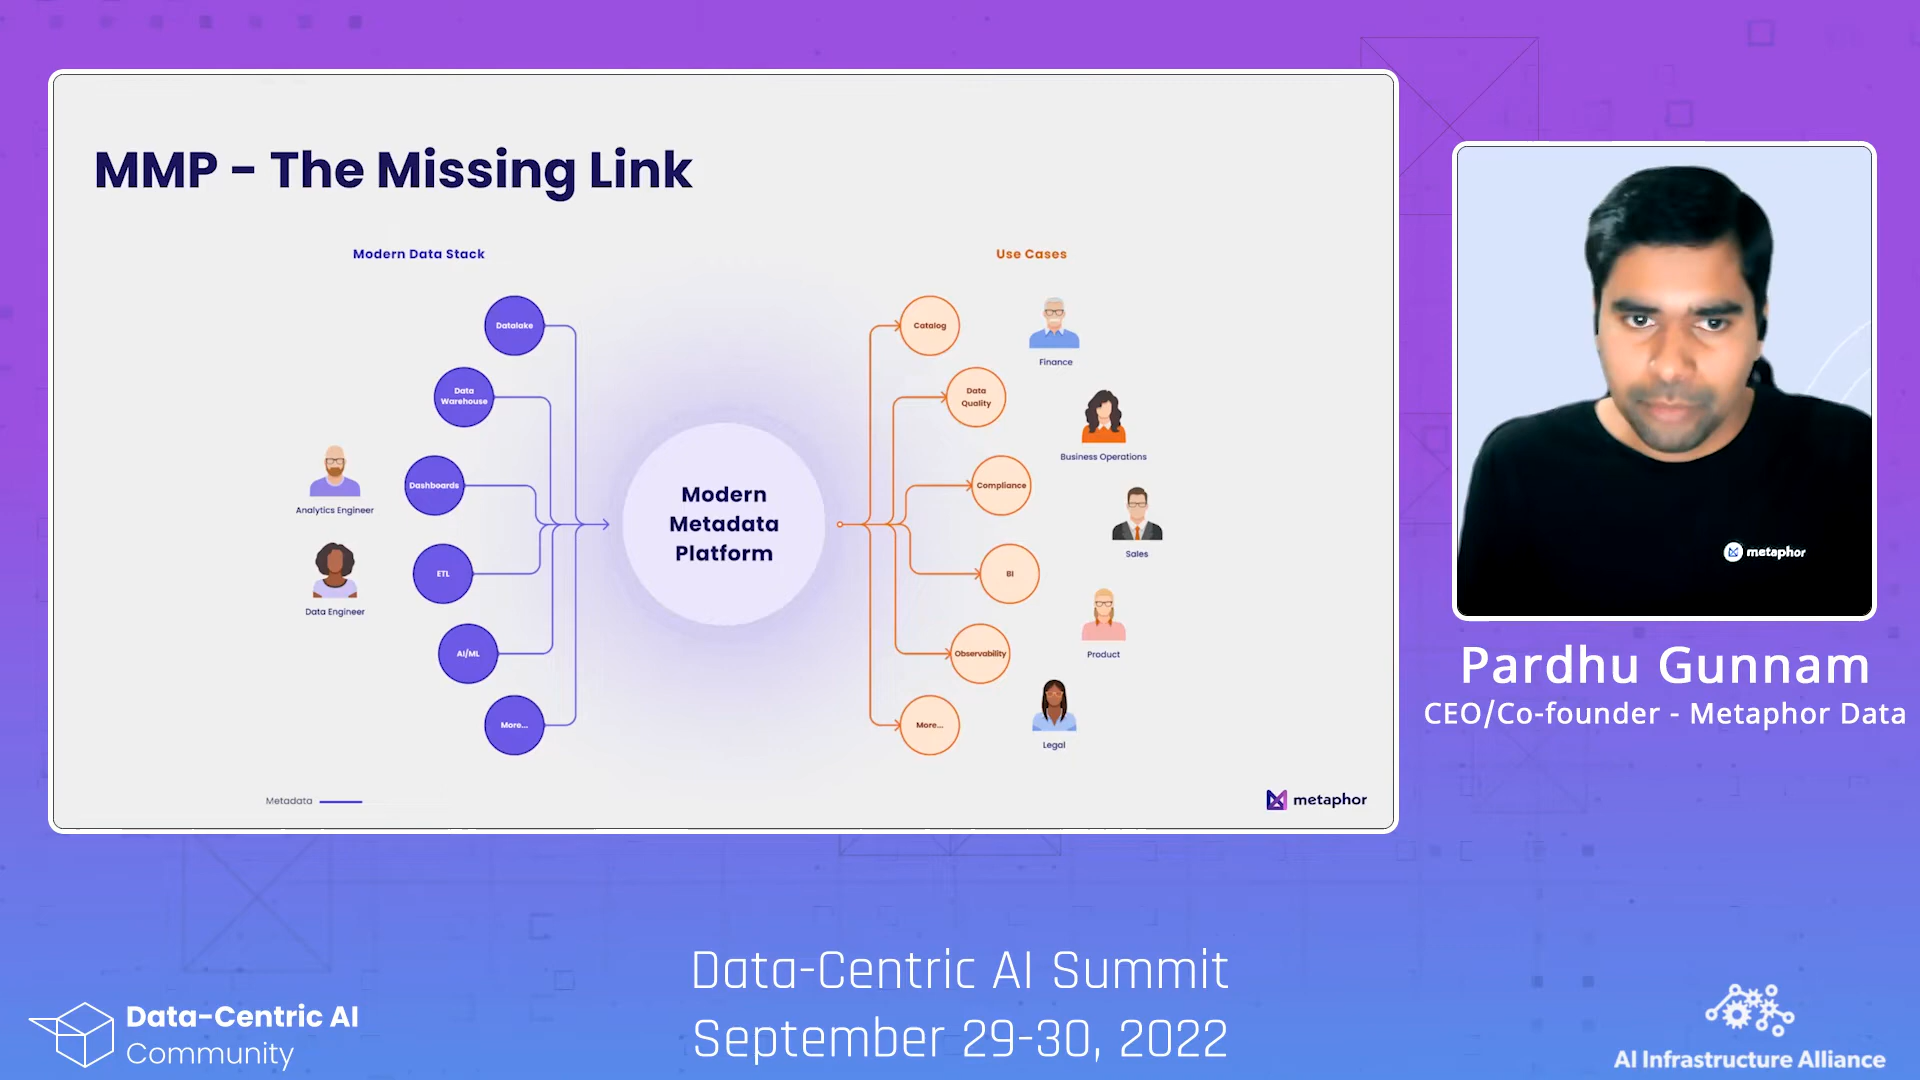 MMP - The Missing Link
Modern Data Stack
Use Cases
Datalake
Data
Warehouse
Dashboards
ETL
AI/ML
More...
Analytics Engineer
Data Engineer
Modern
Metadata
Platform
Catalog
Data
Quality
Compliance
BI
Observability
More...
Finance
Business Operations
Sales
Product
Legal
Metadata
metaphor
metaphor
Pardhu Gunnam
CEO/Co-founder - Metaphor Data
Data-Centric AI Summit
September 29-30, 2022
Data-Centric AI
Community
AI Infrastructure Alliance